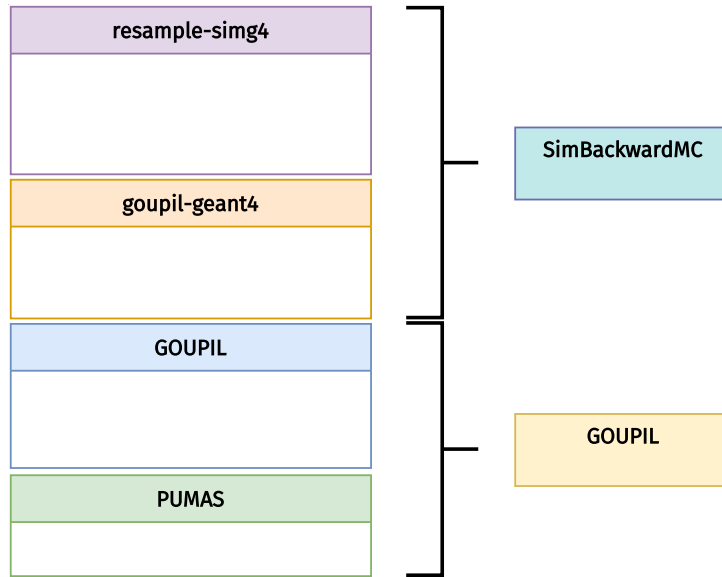 resample-simg4
goupil-geant4
GOUPIL
PUMAS
SimBackwardMC
GOUPIL